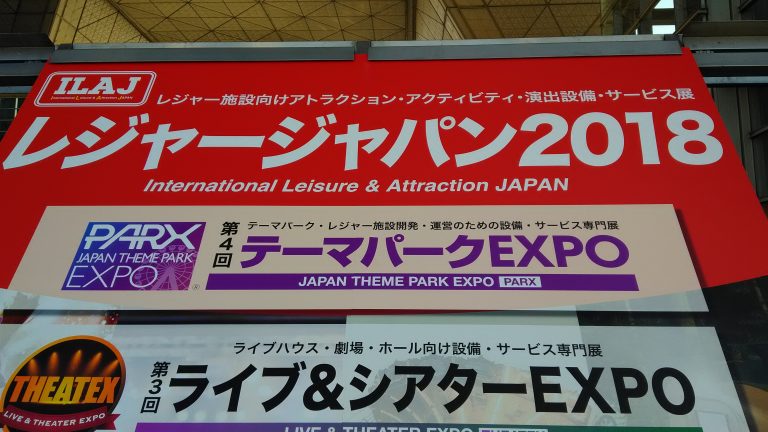 ILAJ
INTERNATIONAL LEISURE & ATTRACTION JAPAN
レジャー施設向けアトラクション・アクティビティ・演出設備・サービス展
レジャージャパン2018
International Leisure & Attraction JAPAN
PARX
JAPAN THEME PARK
EXPO
®
第4回
テーマパーク・レジャー施設開発・運営のための設備・サービス専門展
テーマパークEXPO
JAPAN THEME PARK EXPO PARX
THEATEX
LIVE & THEATER EXPO
第3回
ライブハウス・劇場・ホール向け設備・サービス専門展
ライブ&シアターEXPO
LIVE & THEATER EXPO THEATEX